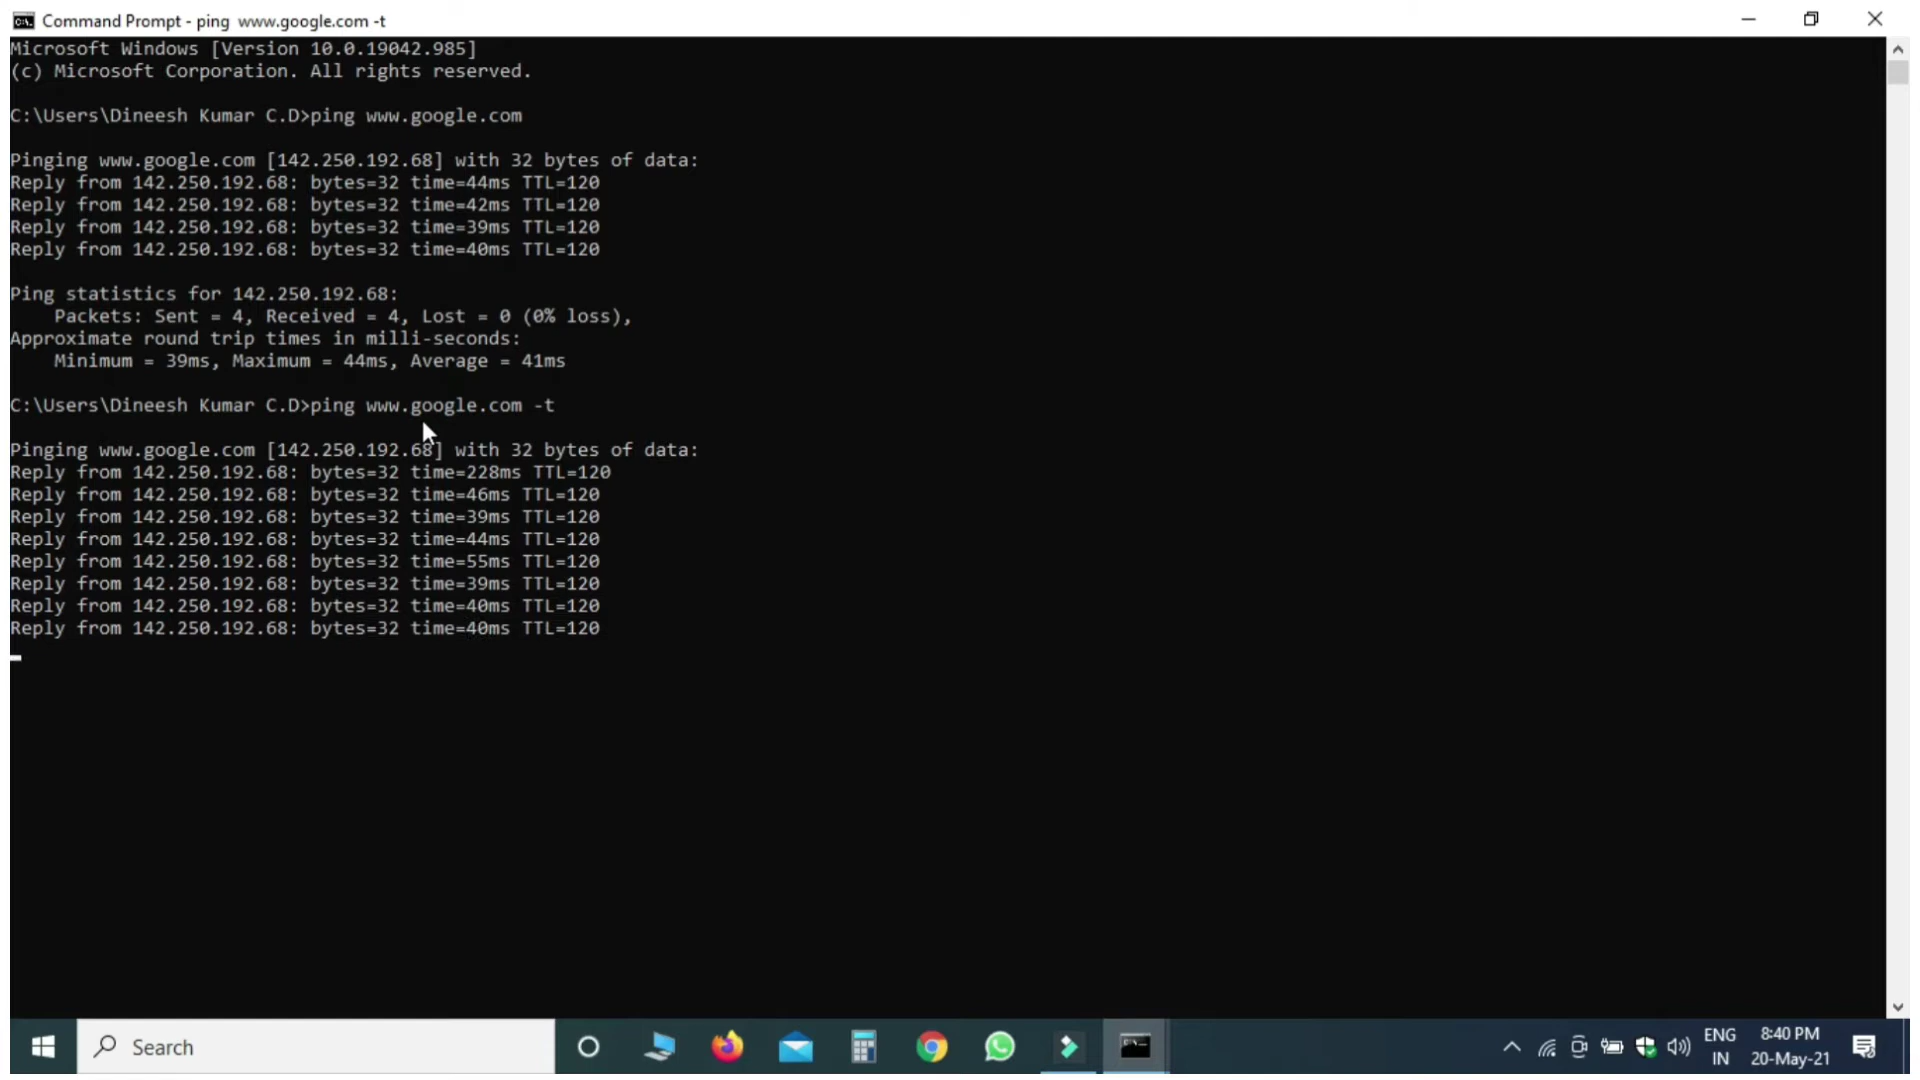 Command Prompt - ping  www.google.com -t
Microsoft Windows [Version 10.0.19042.985]
(c) Microsoft Corporation. All rights reserved.
C:\Users\Dineesh Kumar C.D>ping www.google.com
Pinging www.google.com [142.250.192.68] with 32 bytes of data:
Reply from 142.250.192.68: bytes=32 time=44ms TTL=120
Reply from 142.250.192.68: bytes=32 time=42ms TTL=120
Reply from 142.250.192.68: bytes=32 time=39ms TTL=120
Reply from 142.250.192.68: bytes=32 time=40ms TTL=120
Ping statistics for 142.250.192.68:
    Packets: Sent = 4, Received = 4, Lost = 0 (0% loss),
Approximate round trip times in milli-seconds:
    Minimum = 39ms, Maximum = 44ms, Average = 41ms
C:\Users\Dineesh Kumar C.D>ping www.google.com -t
Pinging www.google.com [142.250.192.68] with 32 bytes of data:
Reply from 142.250.192.68: bytes=32 time=228ms TTL=120
Reply from 142.250.192.68: bytes=32 time=46ms TTL=120
Reply from 142.250.192.68: bytes=32 time=39ms TTL=120
Reply from 142.250.192.68: bytes=32 time=44ms TTL=120
Reply from 142.250.192.68: bytes=32 time=55ms TTL=120
Reply from 142.250.192.68: bytes=32 time=39ms TTL=120
Reply from 142.250.192.68: bytes=32 time=40ms TTL=120
Reply from 142.250.192.68: bytes=32 time=40ms TTL=120
Search
ENG
IN
8:40 PM
20-May-21